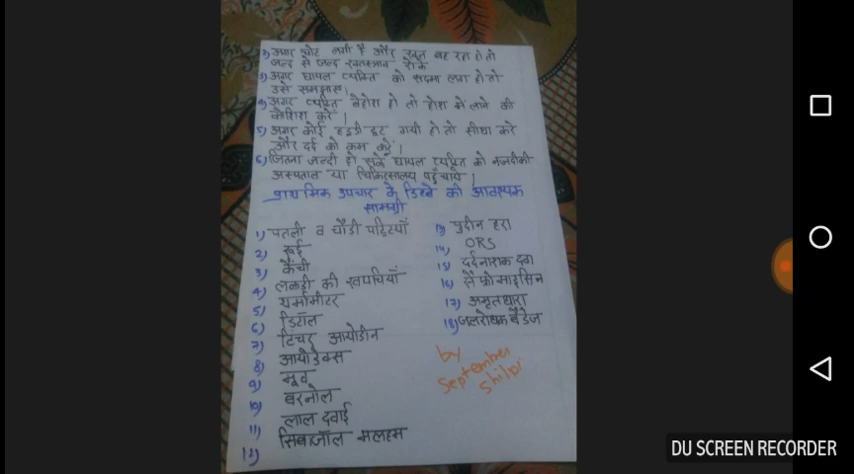 2) अगर चोट लगी है और खून बह रहा हो तो
जल्द से जल्द रक्तस्त्राव रोके
3) अगर घायल व्यक्ति को सदमा लगा हो तो
उसे समझाए।
4) अगर व्यक्ति बेहोश हो तो होश में लाने की
कोशिश करें।
5) अगर कोई हड्डी टूट गयी हो तो सीधा करे
और दर्द को कम करें।
6) जितना जल्दी हो सके घायल व्यक्ति को नजदीकी
अस्पताल या चिकित्सालय पहुँचाये।
प्राथमिक उपचार के डिब्बे की आवश्यक
सामग्री
1) पतली व चौडी पट्टियाँ
2) रूई
3) कैंची
4) लकडी की खपचियाँ
5) थर्मामीटर
6) डिटॉल
7) टिंचर आयोडीन
8) आयोडेक्स
9) मूव
10) बरनोल
11) लाल दवाई
12) सिबाजॉल मलहम
13) पुदीन हरा
14) ORS
15) दर्दनाशक दवा
16) सेफ्रोमाइसिन
17) अमृतधारा
18) जलरोधक बैंडेज
by
September
Shilpi
DU SCREEN RECORDER